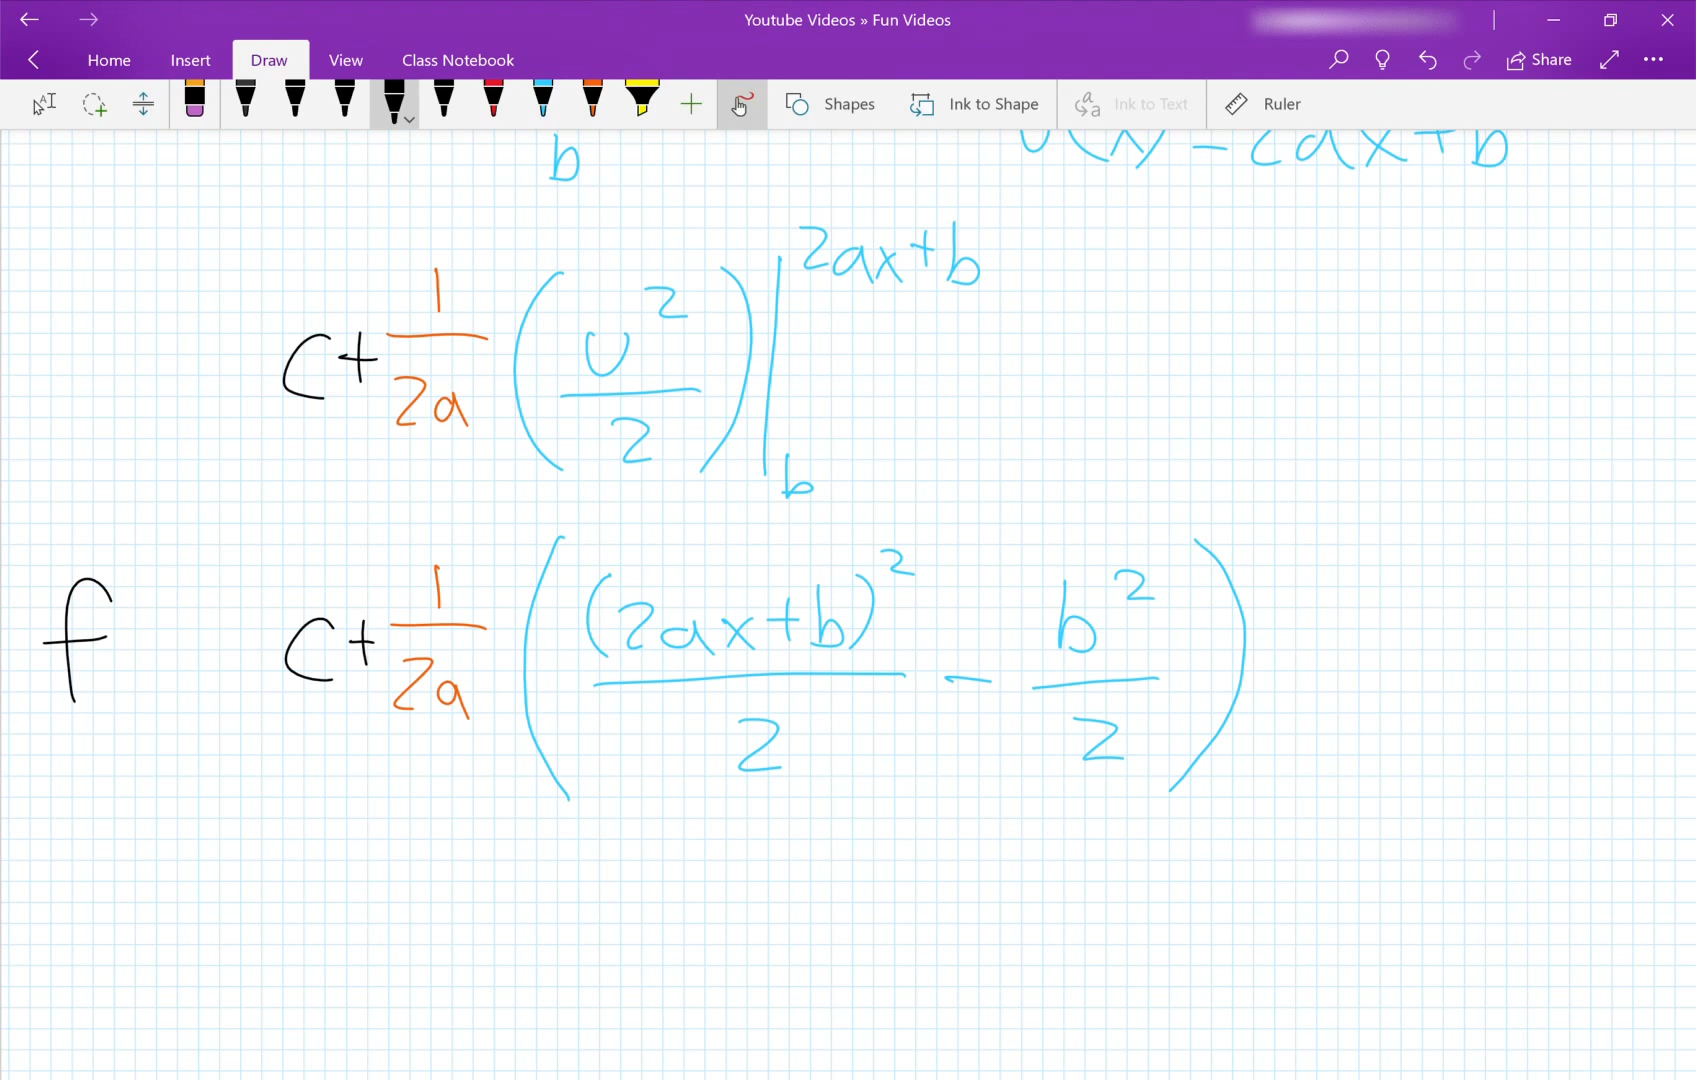 Youtube Videos » Fun Videos
Home Insert Draw View Class Notebook Share
Shapes Ink to Shape Ink to Text Ruler
b
u(x) = 2ax+b
c+ 1/2a (u²/2) | 2ax+b b
f c+ 1/2a ((2ax+b)²/2 - b²/2)